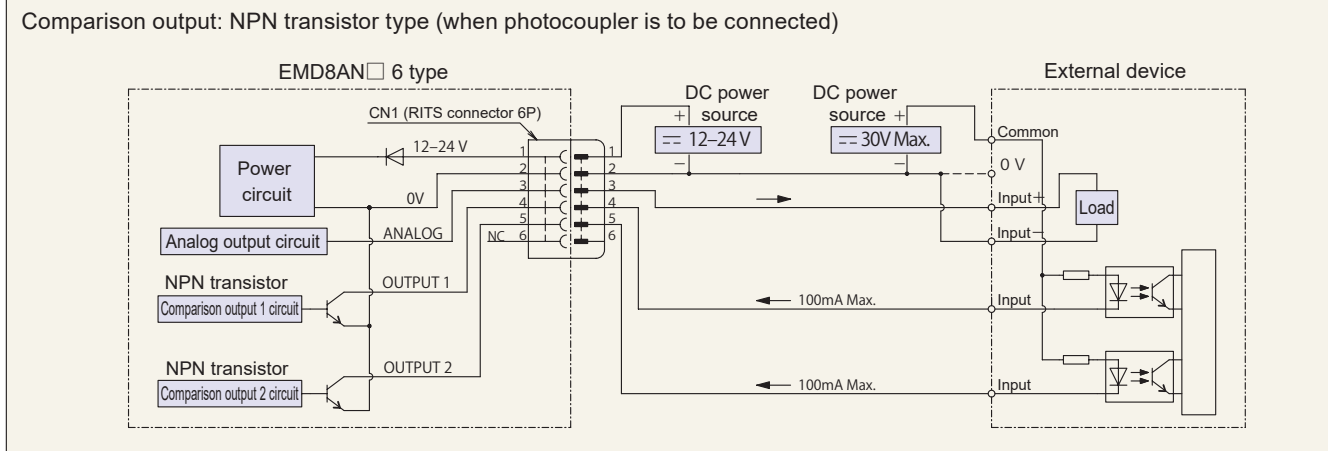 Comparison output: NPN transistor type (when photocoupler is to be connected)
EMD8AN□ 6 type
External device
CN1 (RITS connector 6P)
DC power
source
+
12–24 V
−
DC power
source +
30V Max.
−
Power
circuit
12–24 V
0V
Analog output circuit
ANALOG
NC
1
2
3
4
5
6
1
2
3
4
5
6
NPN transistor
Comparison output 1 circuit
OUTPUT 1
NPN transistor
Comparison output 2 circuit
OUTPUT 2
100mA Max.
100mA Max.
Common
0 V
Input+
Load
Input−
Input
Input